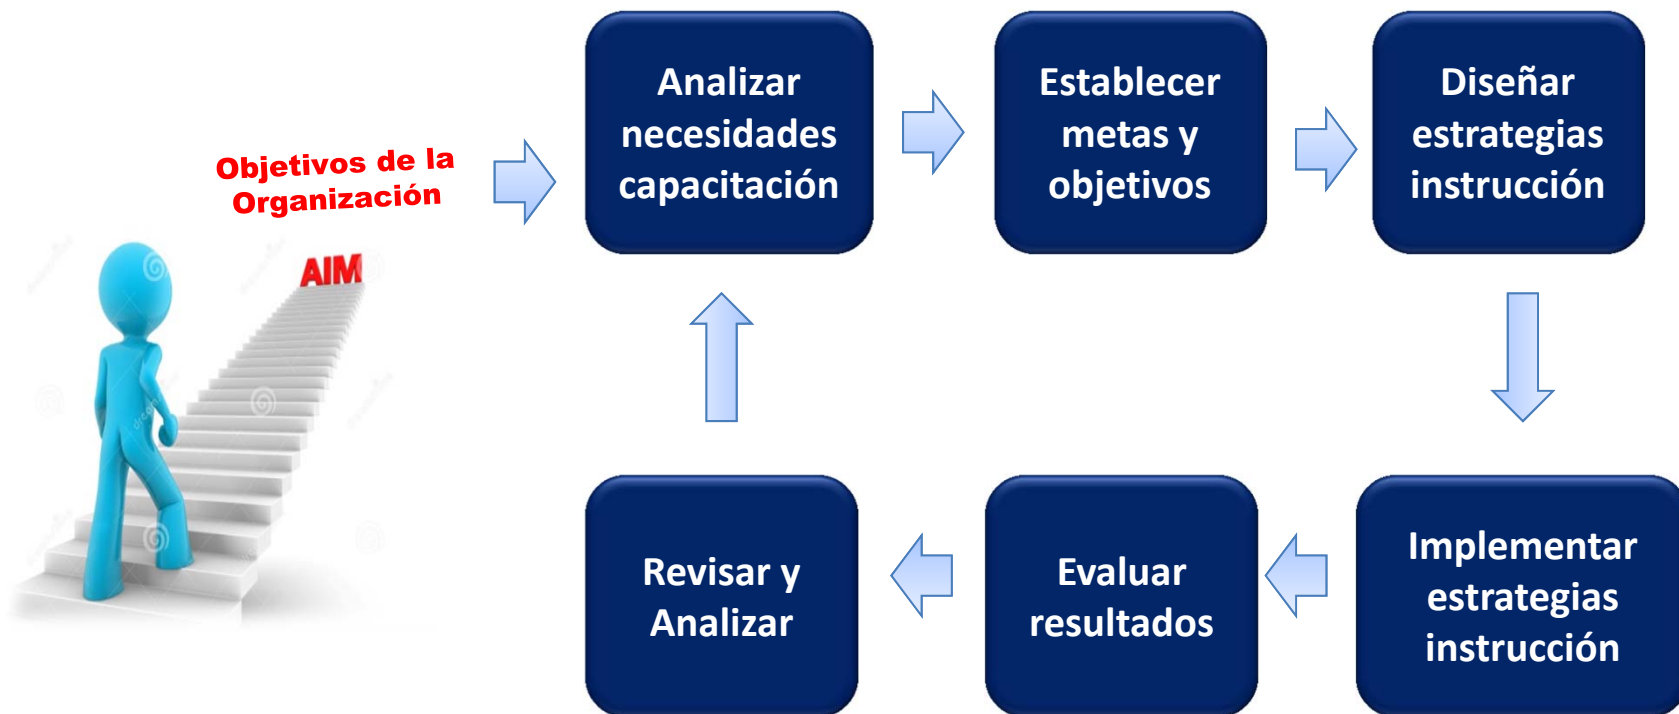 Objetivos de la
Organización
AIM
Analizar
necesidades
capacitación
Establecer
metas y
objetivos
Diseñar
estrategias
instrucción
Implementar
estrategias
instrucción
Evaluar
resultados
Revisar y
Analizar